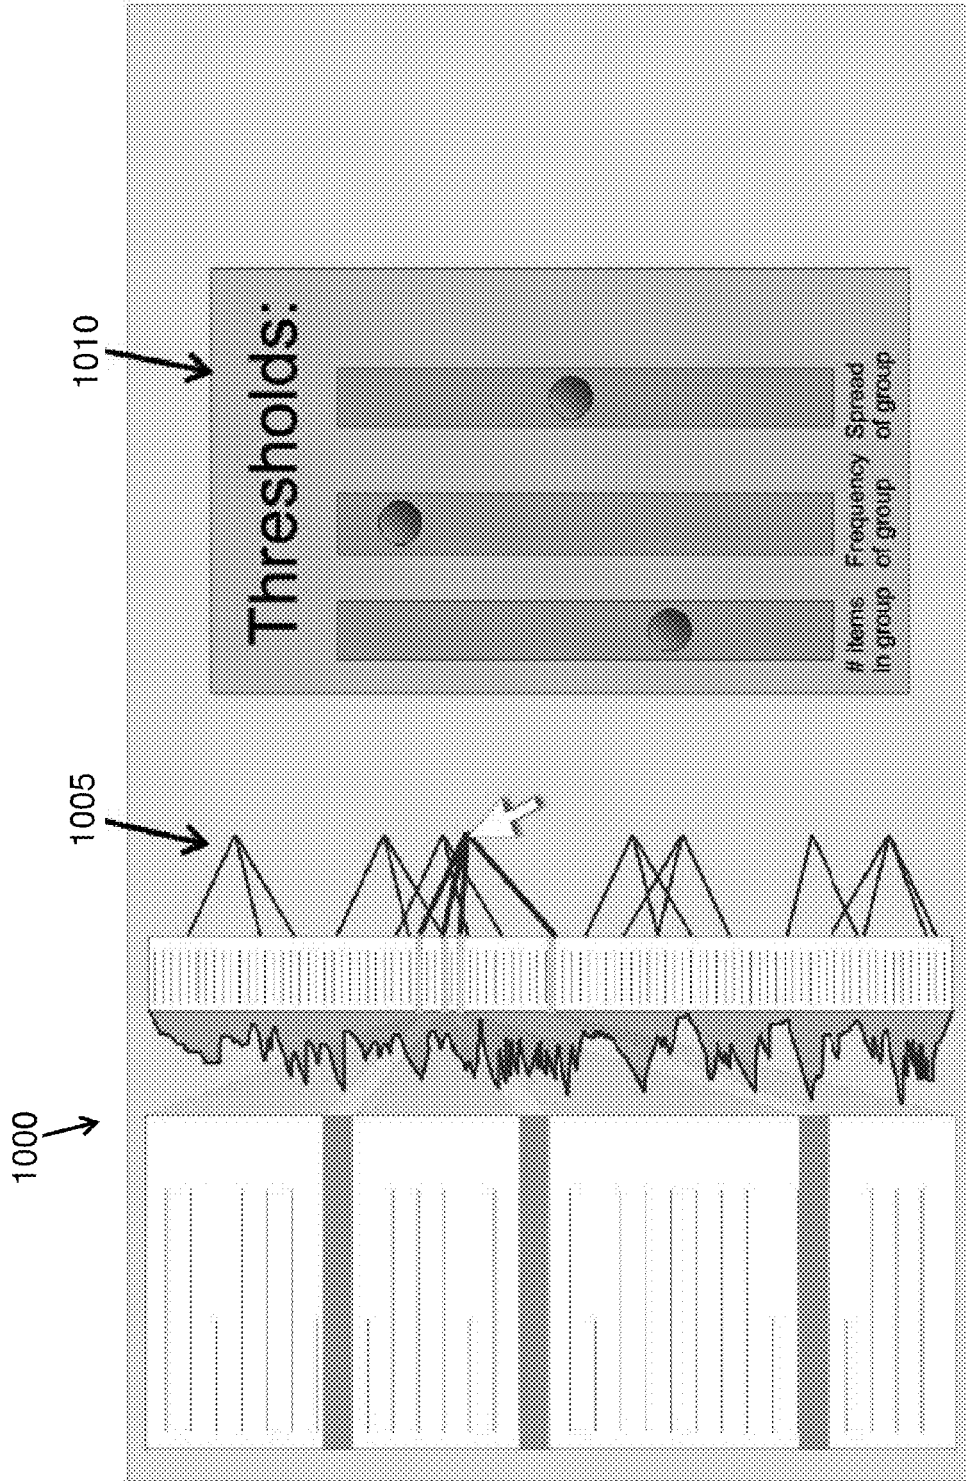 1000
1005
1010
Thresholds:
# items Frequency Spread
in group of group of group